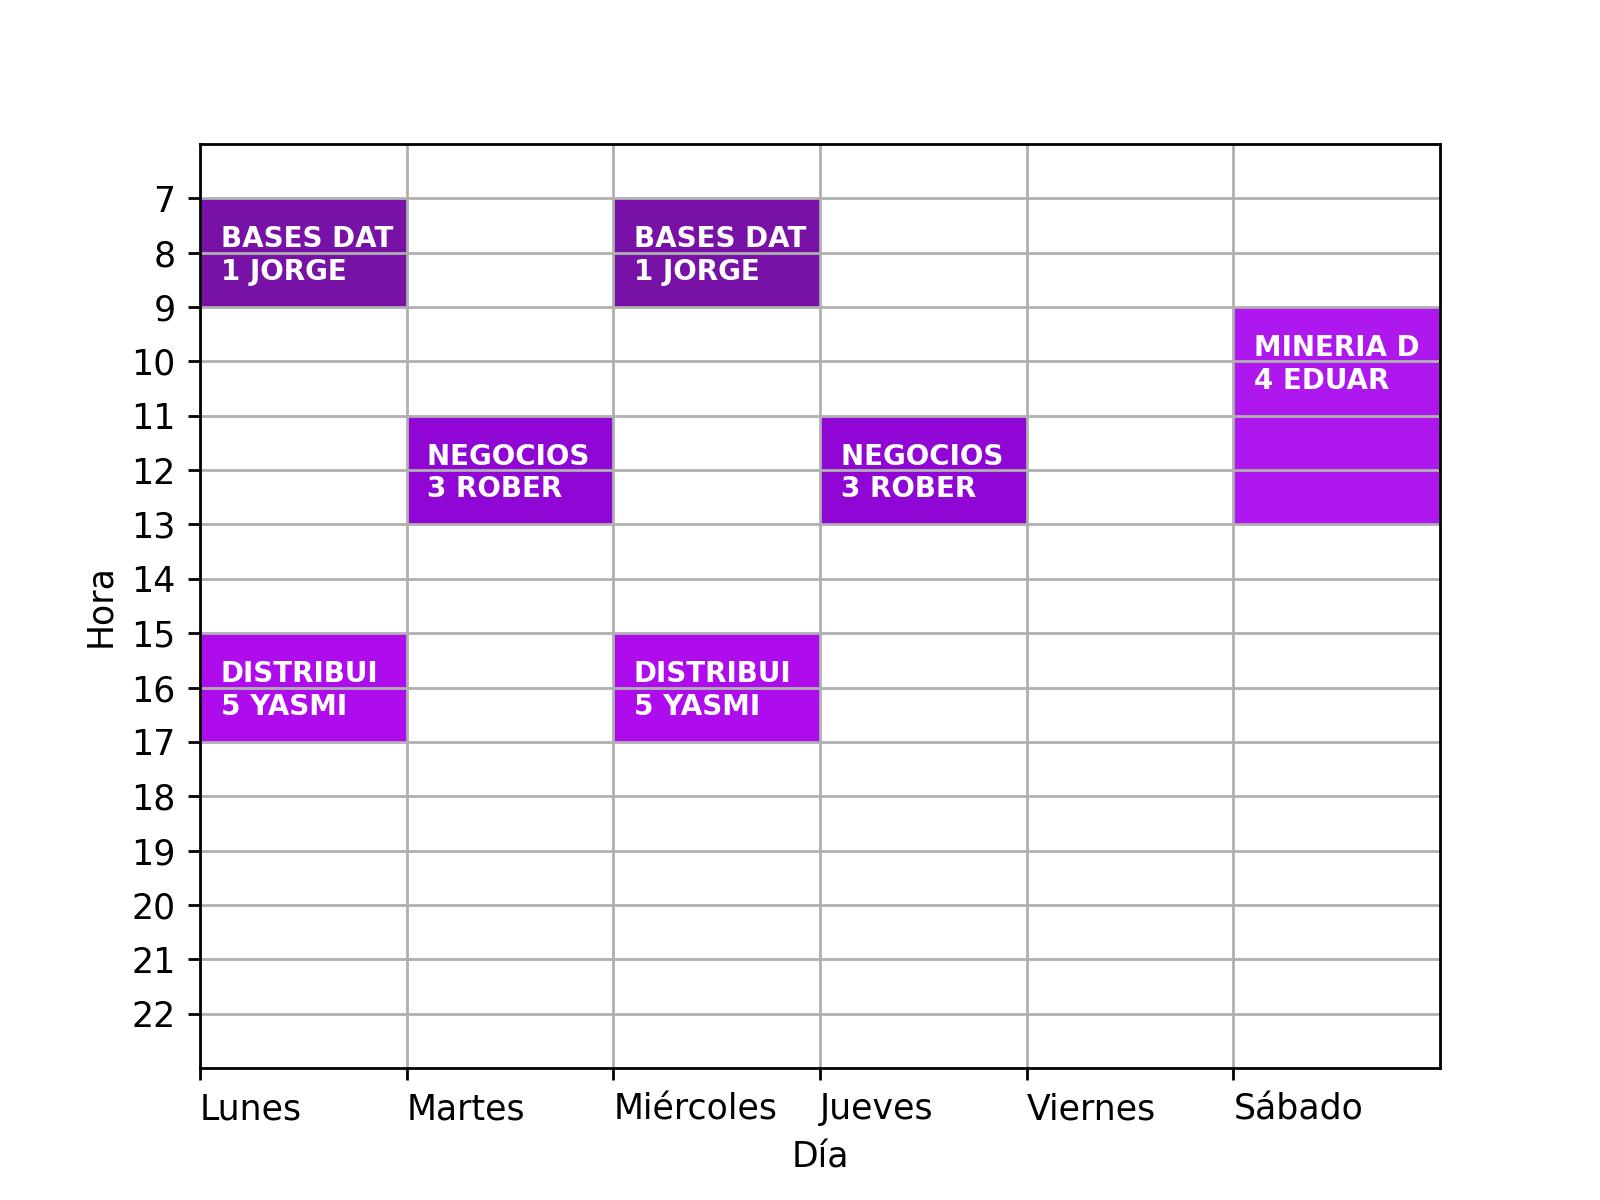 7
8
9
10
11
12
13
14
15
16
17
18
19
20
21
22
Hora
BASES DAT
1 JORGE
BASES DAT
1 JORGE
MINERIA D
4 EDUAR
NEGOCIOS
3 ROBER
NEGOCIOS
3 ROBER
DISTRIBUI
5 YASMI
DISTRIBUI
5 YASMI
Lunes Martes Miércoles Jueves Viernes Sábado
Día